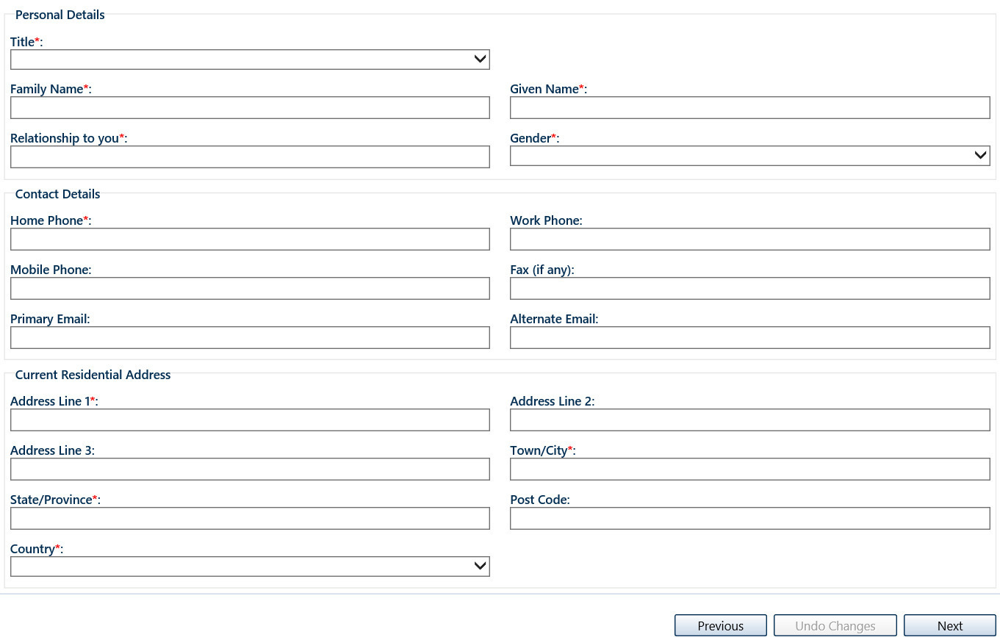 Personal Details
Title*:
Family Name*: Given Name*:
Relationship to you*: Gender*:
Contact Details
Home Phone*: Work Phone:
Mobile Phone: Fax (if any):
Primary Email: Alternate Email:
Current Residential Address
Address Line 1*: Address Line 2:
Address Line 3: Town/City*:
State/Province*: Post Code:
Country*:
Previous Undo Changes Next